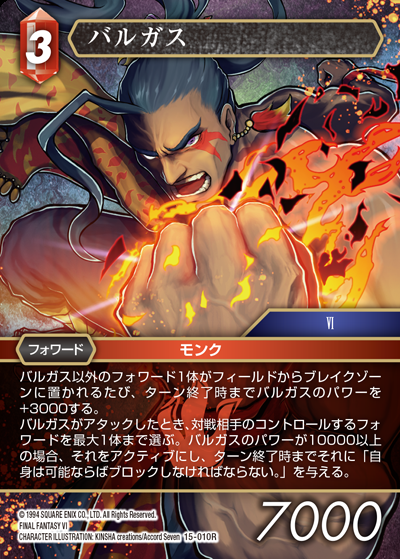 3
バルガス
VI
フォワード
モンク
バルガス以外のフォワード1体がフィールドからブレイクゾー
ンに置かれるたび、ターン終了時までバルガスのパワーを
+3000する。
バルガスがアタックしたとき、対戦相手のコントロールするフォ
ワードを最大1体まで選ぶ。バルガスのパワーが10000以上
の場合、それをアクティブにし、ターン終了時までそれに「自
身は可能ならばブロックしなければならない。」を与える。
© 1994 SQUARE ENIX CO., LTD. All Rights Reserved.
FINAL FANTASY VI
CHARACTER ILLUSTRATION: KINSHA creations/Accord Seven 15-010R
7000